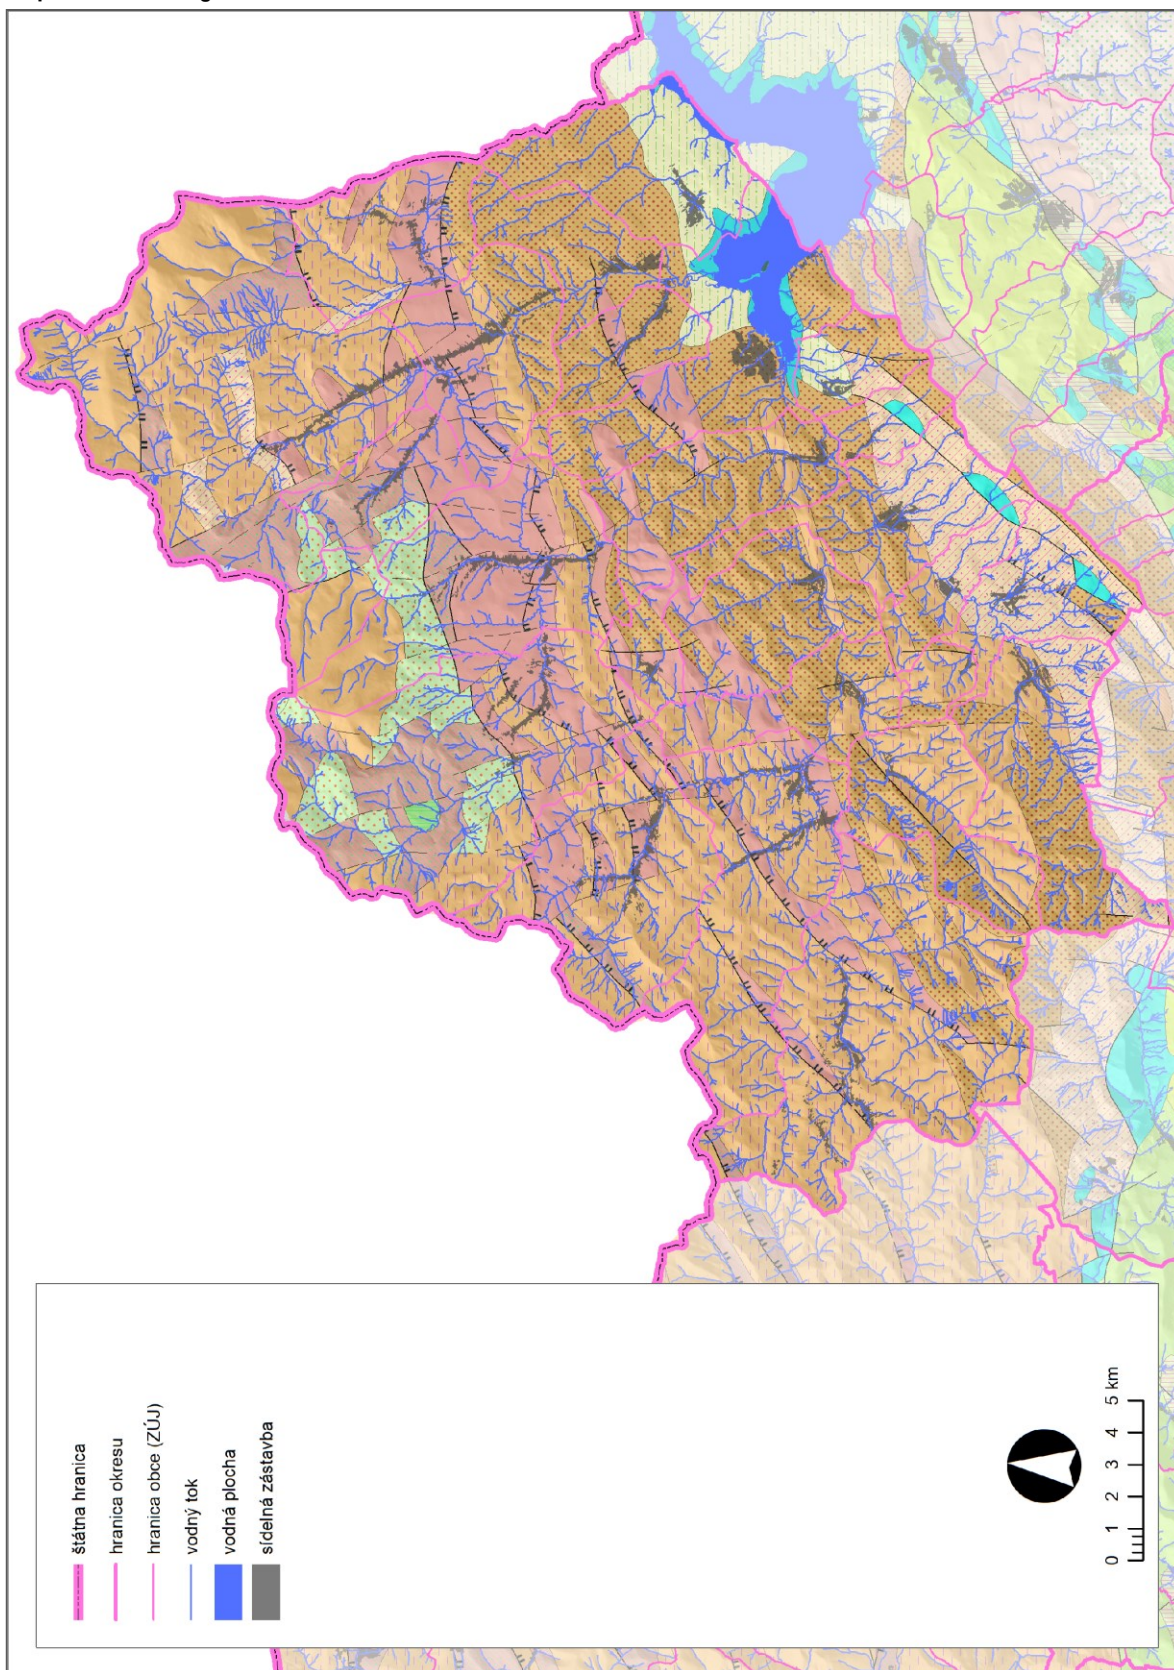 štátna hranica
hranica okresu
hranica obce (ZÚJ)
vodný tok
vodná plocha
sídelná zástavba
0 1 2 3 4 5 km